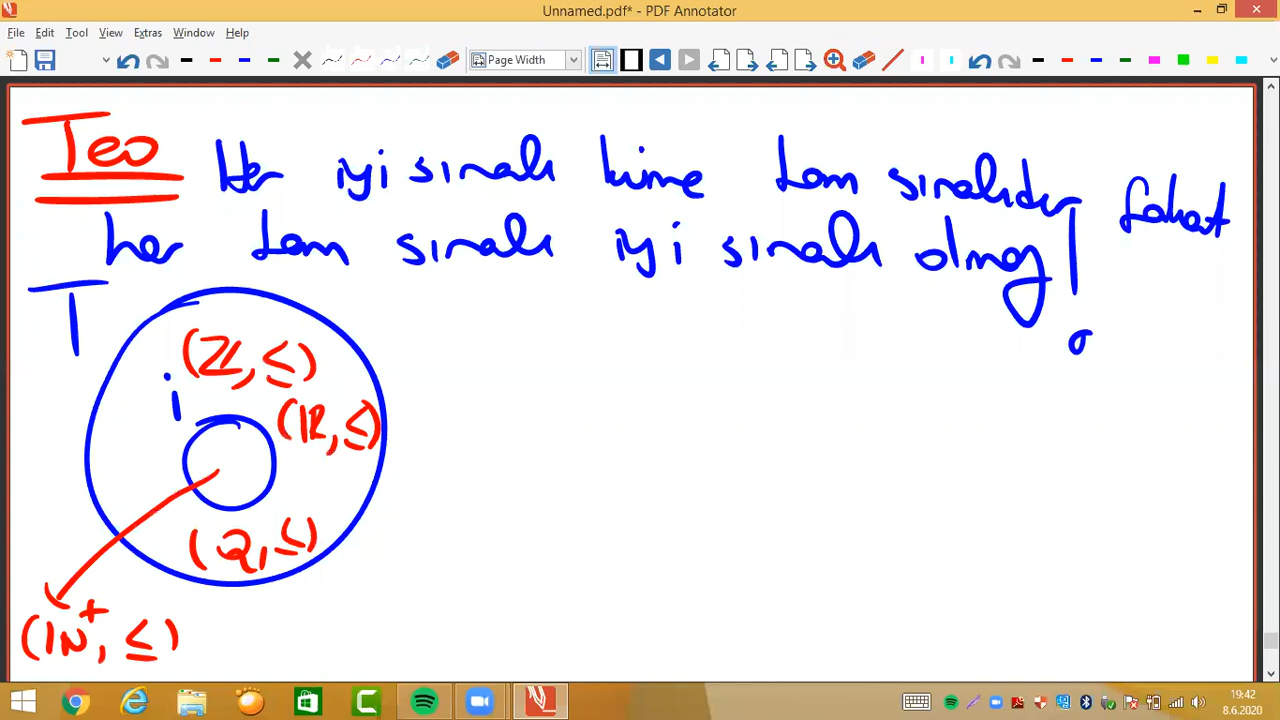 Unnamed.pdf* - PDF Annotator
File Edit Tool View Extras Window Help
Page Width
Teo Her iyi sıralı küme tam sıralıdır fakat
her tam sıralı iyi sıralı olmay
T
i
(ℤ, ≤)
(ℝ, ≤)
(Q, ≤)
(ℕ⁺, ≤)
19:42
8.6.2020